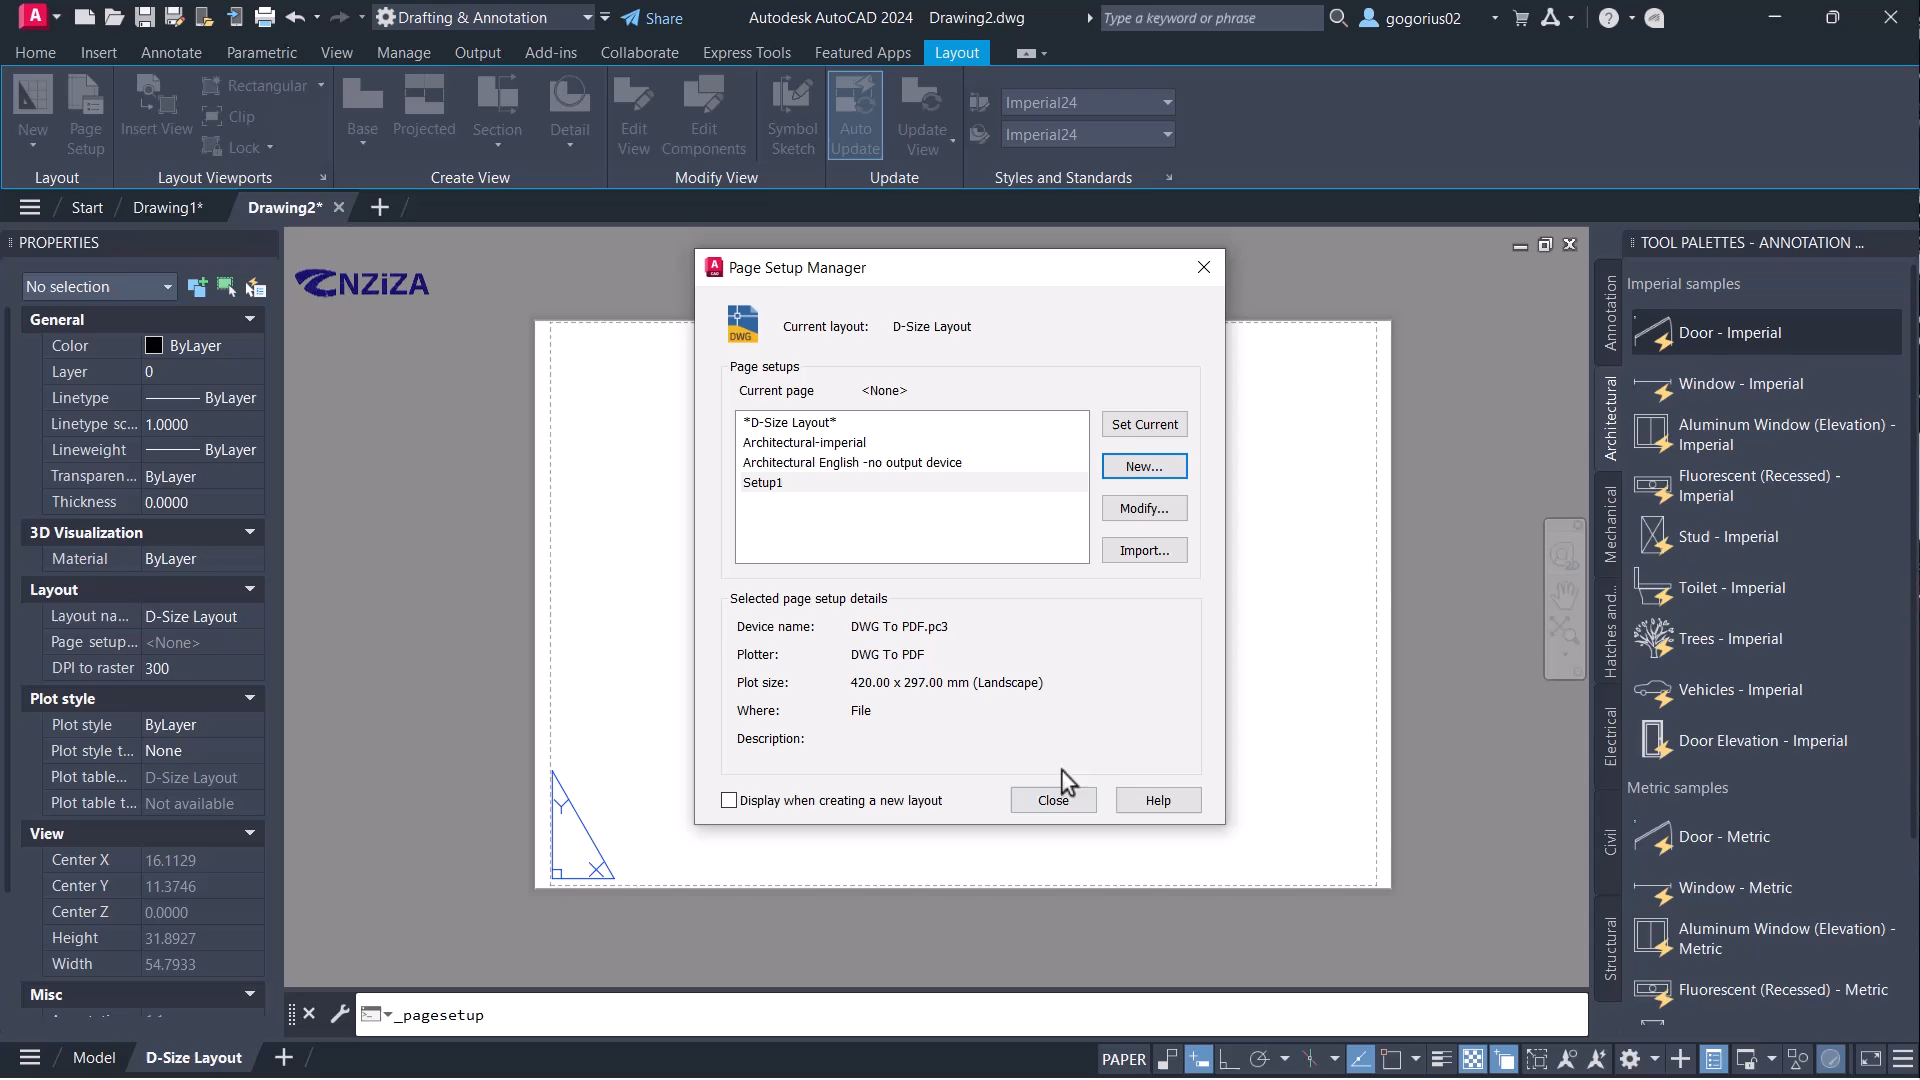 Drafting & Annotation
Share
Autodesk AutoCAD 2024 Drawing2.dwg
Type a keyword or phrase
gogorius02
Home Insert Annotate Parametric View Manage Output Add-ins Collaborate Express Tools Featured Apps Layout
New
Page Setup
Insert View
Rectangular
Clip
Lock
Base
Projected
Section
Detail
Edit View
Edit Components
Symbol Sketch
Auto Update
Update View
Imperial24
Imperial24
Layout
Layout Viewports
Create View
Modify View
Update
Styles and Standards
Start
Drawing1*
Drawing2*
PROPERTIES
No selection
General
Color ByLayer
Layer 0
Linetype ByLayer
Linetype sc... 1.0000
Lineweight ByLayer
Transparen... ByLayer
Thickness 0.0000
3D Visualization
Material ByLayer
Layout
Layout na... D-Size Layout
Page setup... <None>
DPI to raster 300
Plot style
Plot style ByLayer
Plot style t... None
Plot table... D-Size Layout
Plot table t... Not available
View
Center X 16.1129
Center Y 11.3746
Center Z 0.0000
Height 31.8927
Width 54.7933
Misc
NZiZA
Y
X
Page Setup Manager
DWG
Current layout: D-Size Layout
Page setups
Current page <None>
*D-Size Layout*
Architectural-imperial
Architectural English -no output device
Setup1
Set Current
New...
Modify...
Import...
Selected page setup details
Device name: DWG To PDF.pc3
Plotter: DWG To PDF
Plot size: 420.00 x 297.00 mm (Landscape)
Where: File
Description:
Display when creating a new layout
Close
Help
TOOL PALETTES - ANNOTATION ...
Annotation
Architectural
Mechanical
Hatches and...
Electrical
Civil
Structural
Imperial samples
Door - Imperial
Window - Imperial
Aluminum Window (Elevation) -
Imperial
Fluorescent (Recessed) -
Imperial
Stud - Imperial
Toilet - Imperial
Trees - Imperial
Vehicles - Imperial
Door Elevation - Imperial
Metric samples
Door - Metric
Window - Metric
Aluminum Window (Elevation) -
Metric
Fluorescent (Recessed) - Metric
_pagesetup
Model
D-Size Layout
PAPER